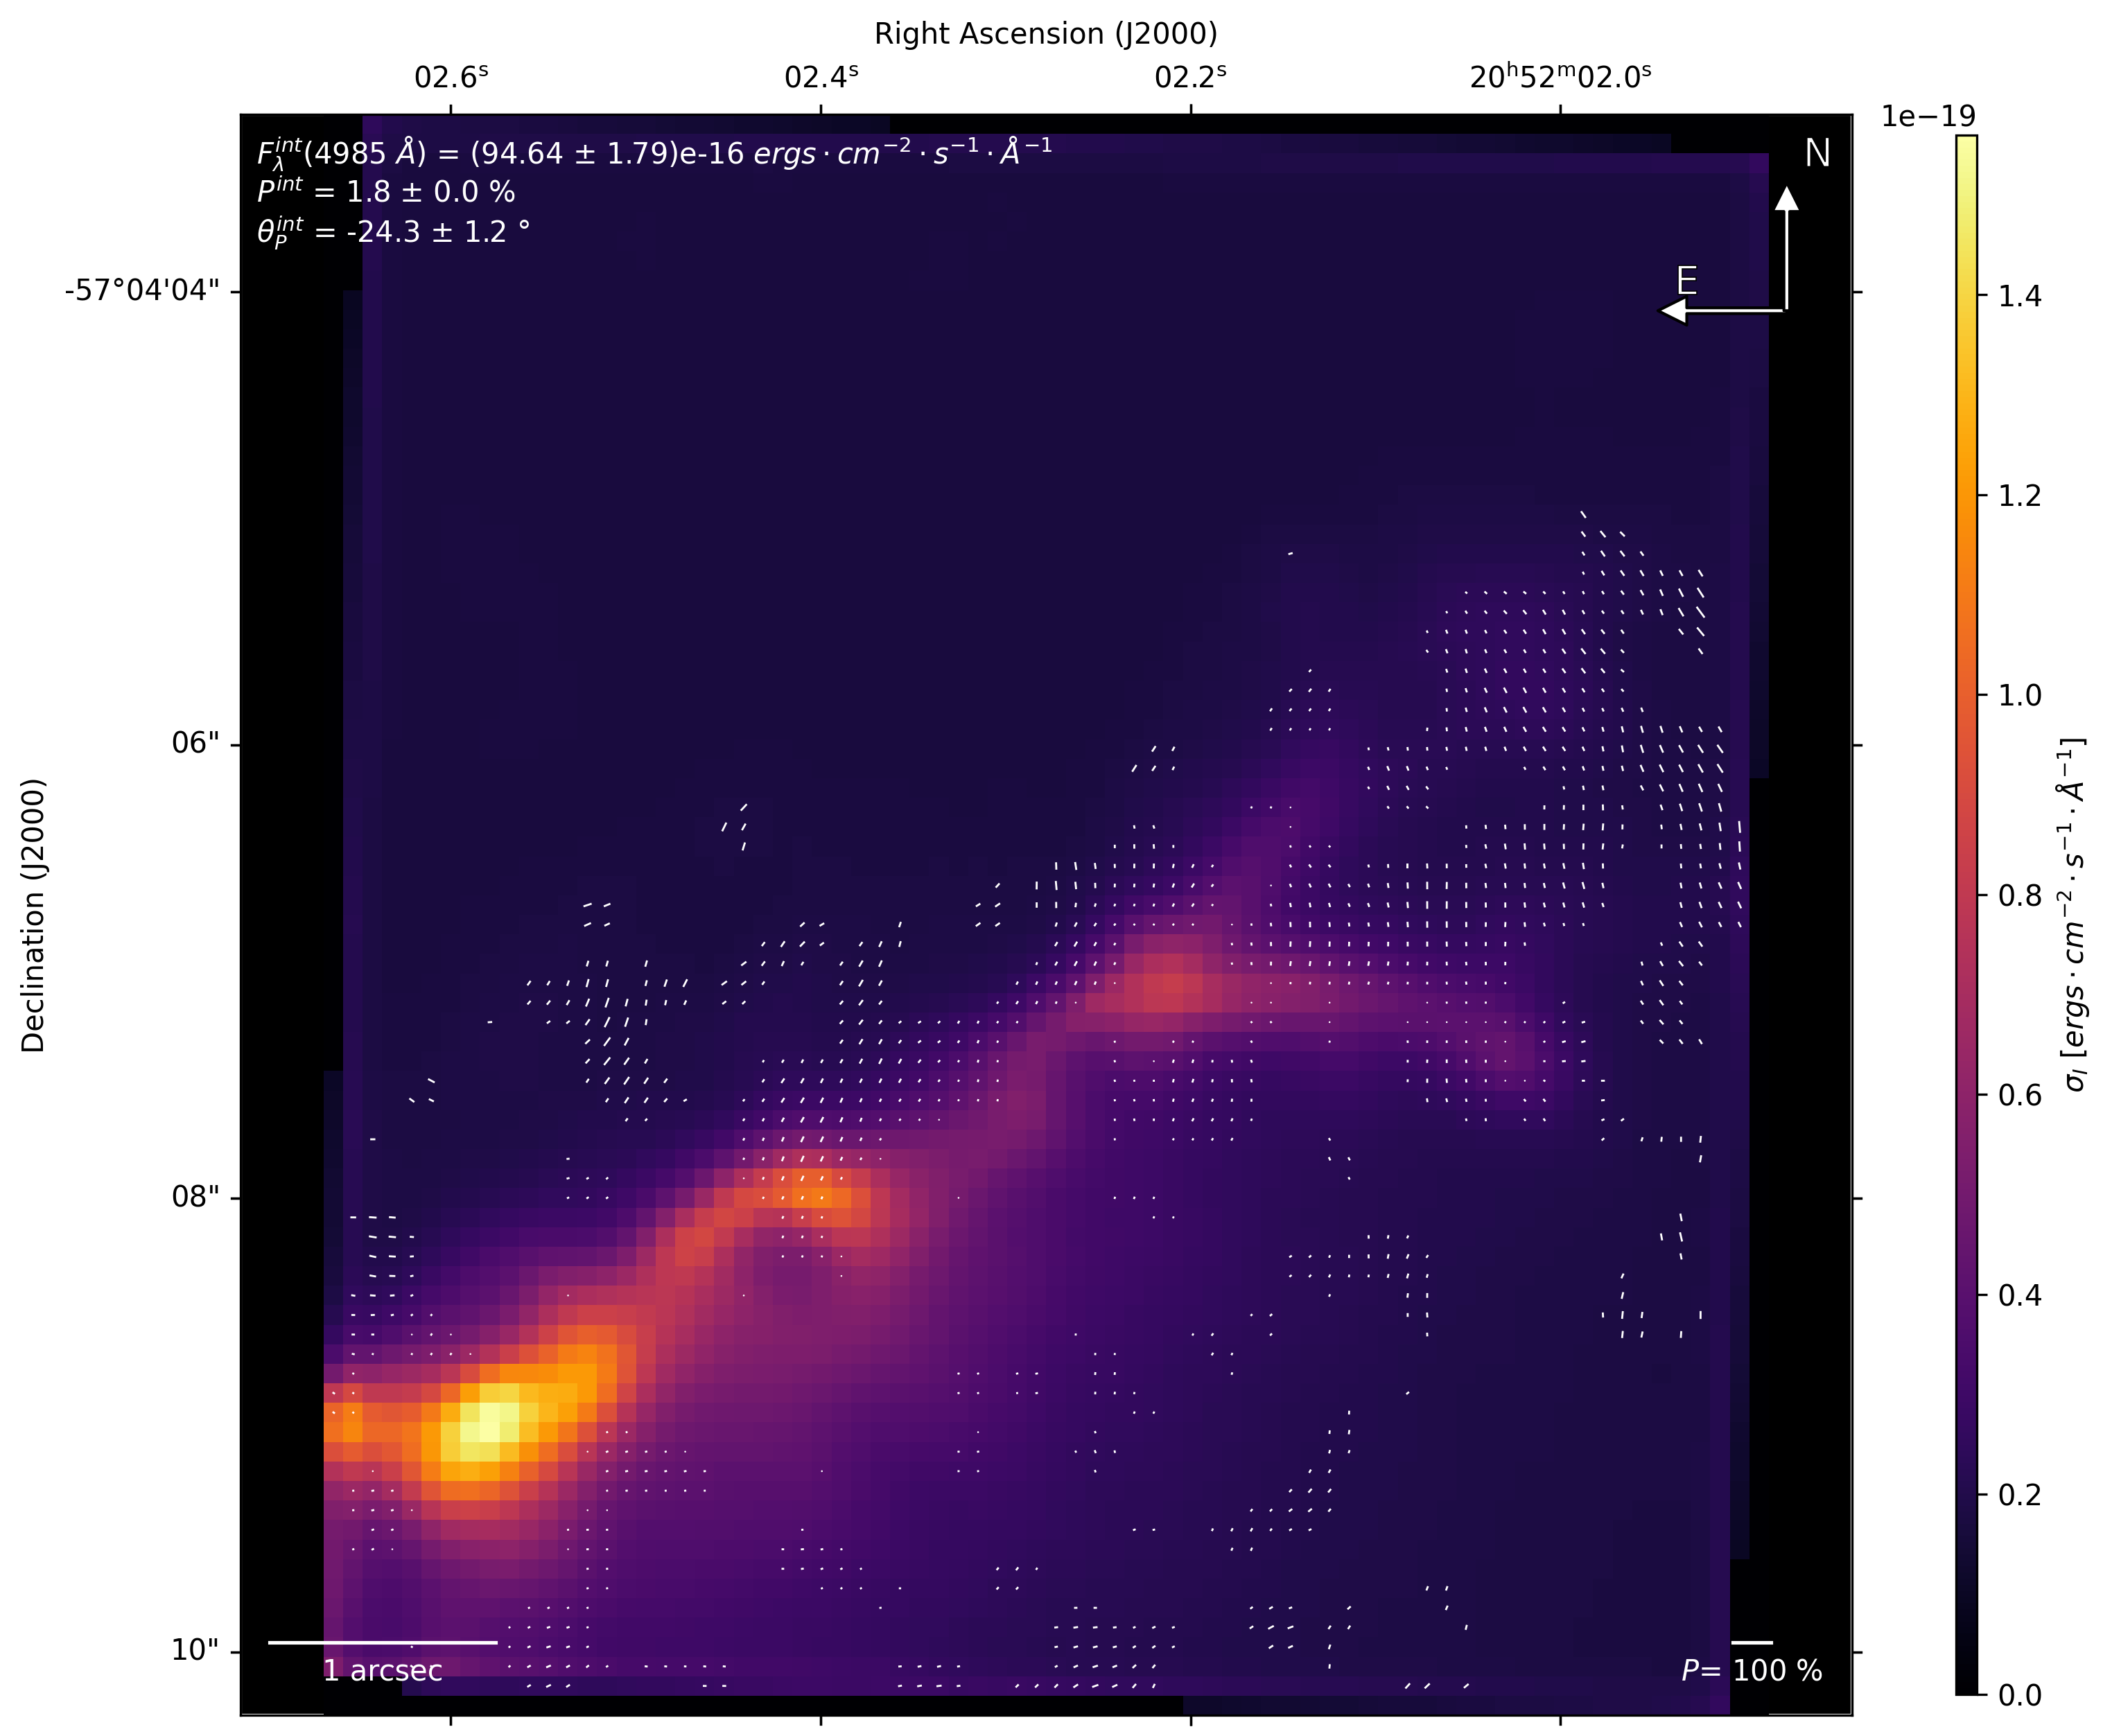 Right Ascension (J2000)
02.6ˢ 02.4ˢ 02.2ˢ 20ʰ52ᵐ02.0ˢ
1e−19
F_λ^int(4985 Å) = (94.64 ± 1.79)e-16 ergs · cm⁻² · s⁻¹ · Å⁻¹
P^int = 1.8 ± 0.0 %
θ_P^int = -24.3 ± 1.2 °
N
E
-57°04'04"
06"
08"
10"
Declination (J2000)
1 arcsec
P= 100 %
1.4
1.2
1.0
0.8
0.6
0.4
0.2
0.0
σ_I [ergs · cm⁻² · s⁻¹ · Å⁻¹]